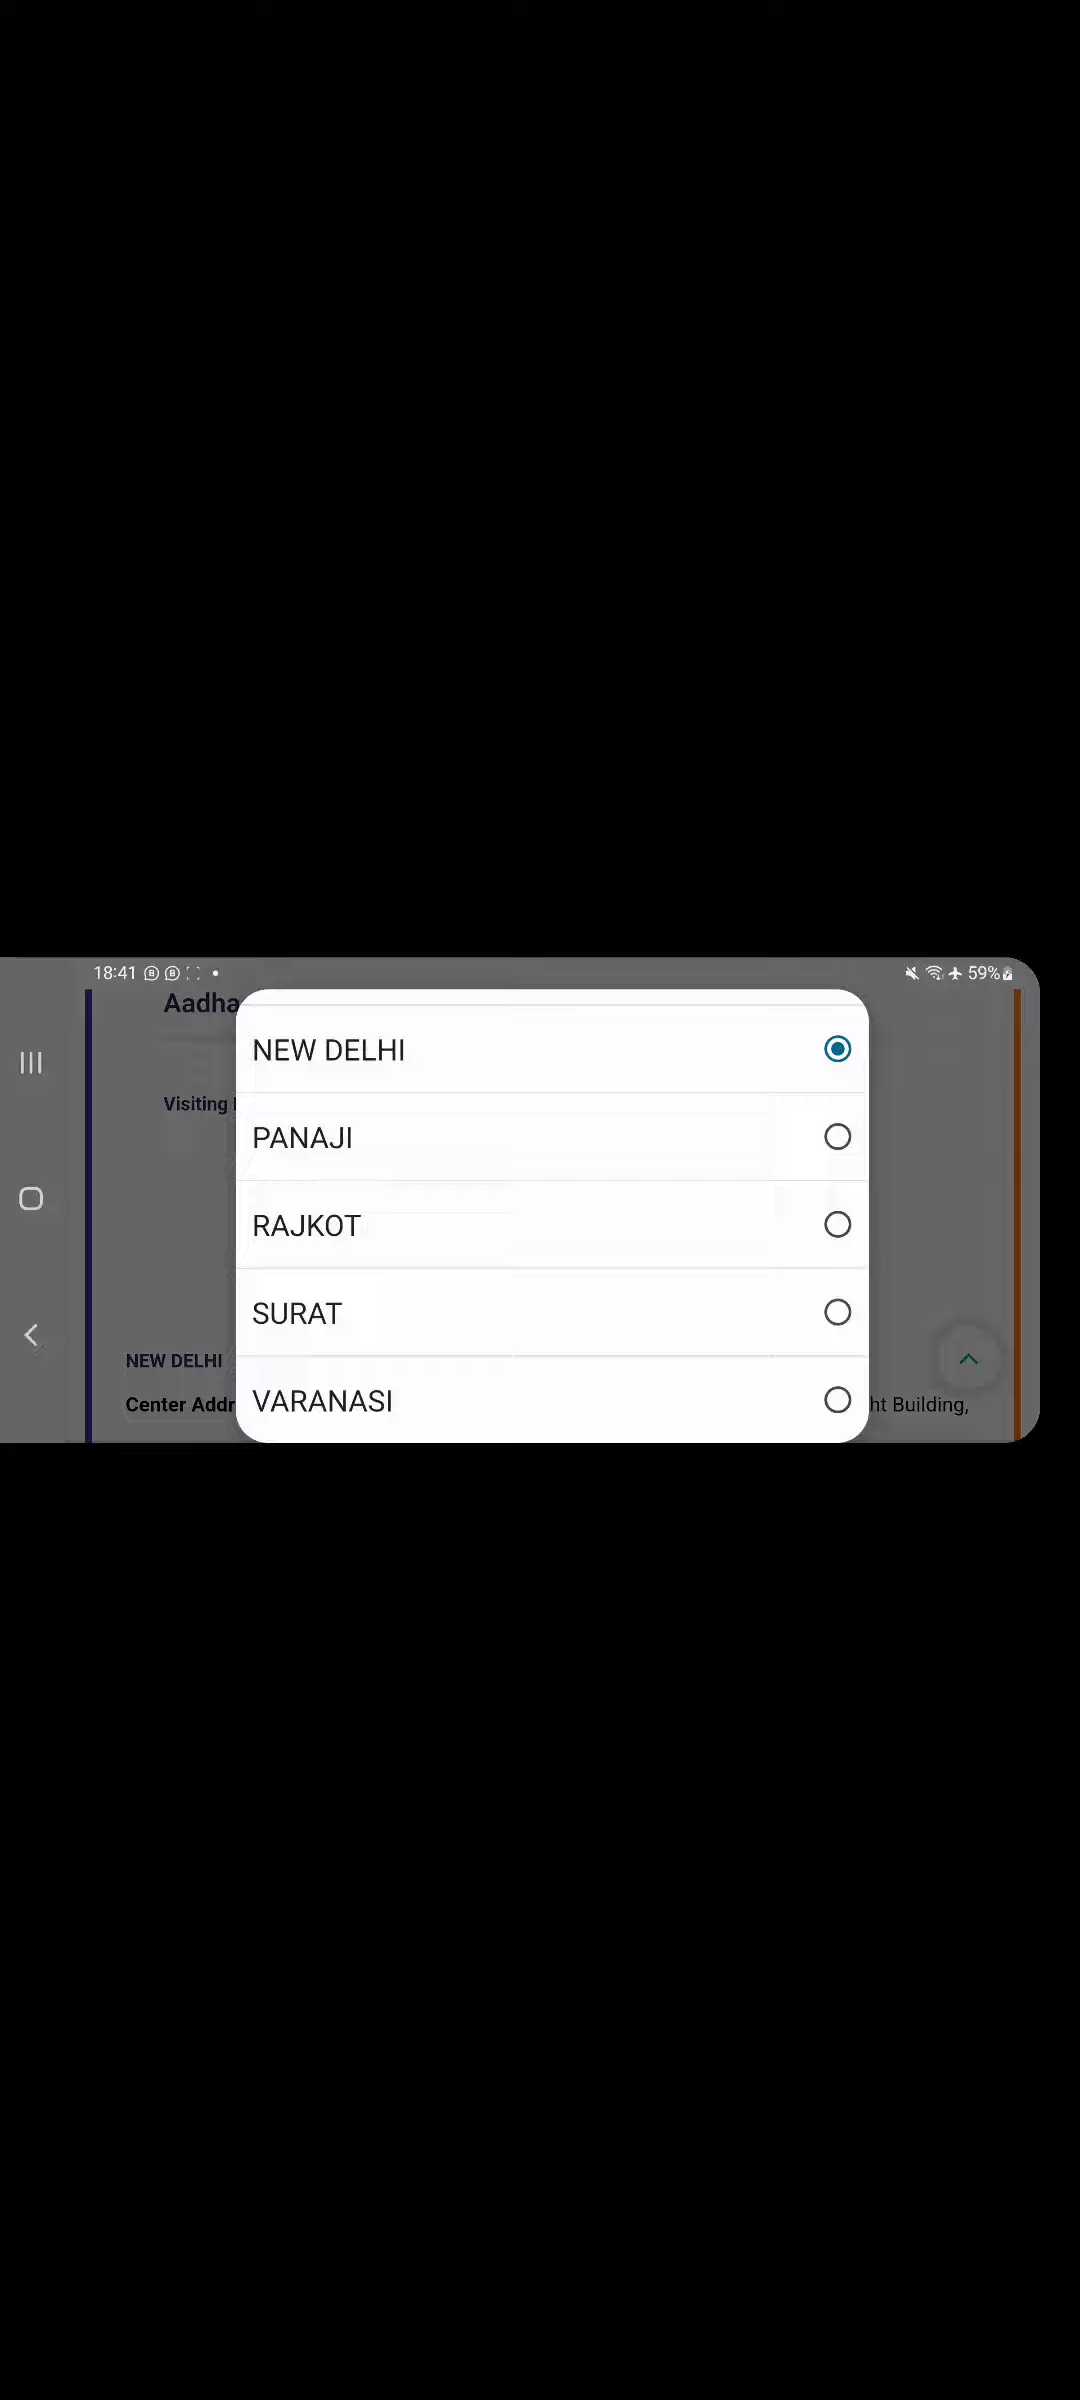 18:41
59%
Aadha
NEW DELHI
Visiting
PANAJI
RAJKOT
SURAT
NEW DELHI
Center Addr
VARANASI
ht Building,